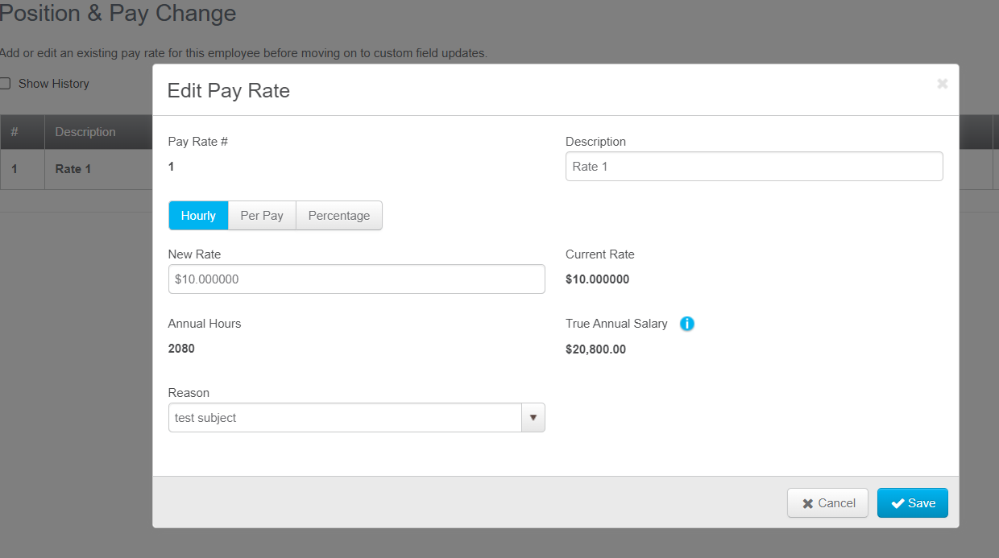 Position & Pay Change
Add or edit an existing pay rate for this employee before moving on to custom field updates.
Show History
# Description
1 Rate 1
Edit Pay Rate
Pay Rate # Description
1 Rate 1
Hourly Per Pay Percentage
New Rate Current Rate
$10.000000 $10.000000
Annual Hours True Annual Salary
2080 $20,800.00
Reason
test subject
Cancel Save